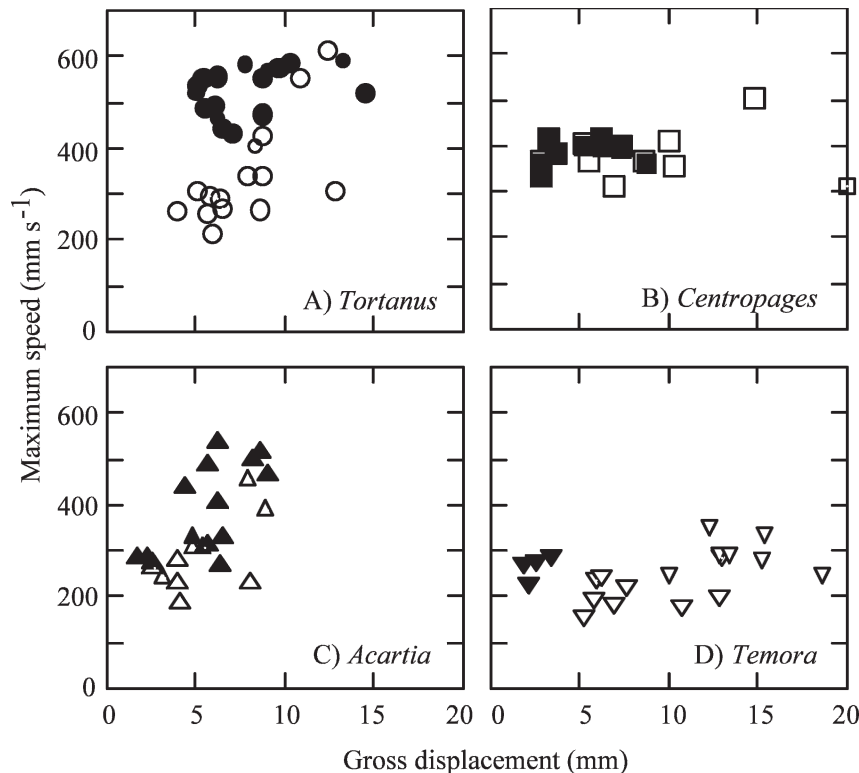 600
400
200
0
A) Tortanus
B) Centropages
Maximum speed (mm s⁻¹)
600
400
200
0
C) Acartia
D) Temora
0 5 10 15 20
0 5 10 15 20
Gross displacement (mm)